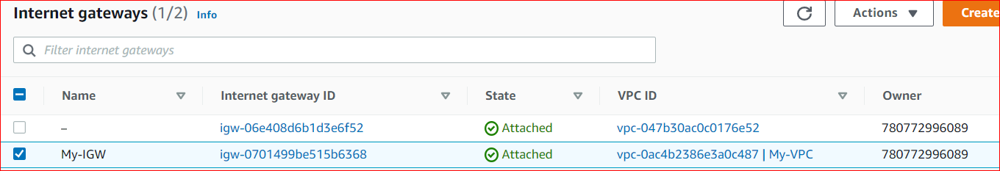 Internet gateways (1/2) Info Actions Create
Filter internet gateways
Name Internet gateway ID State VPC ID Owner
– igw-06e408d6b1d3e6f52 Attached vpc-047b30ac0c0176e52 780772996089
My-IGW igw-0701499be515b6368 Attached vpc-0ac4b2386e3a0c487 | My-VPC 780772996089